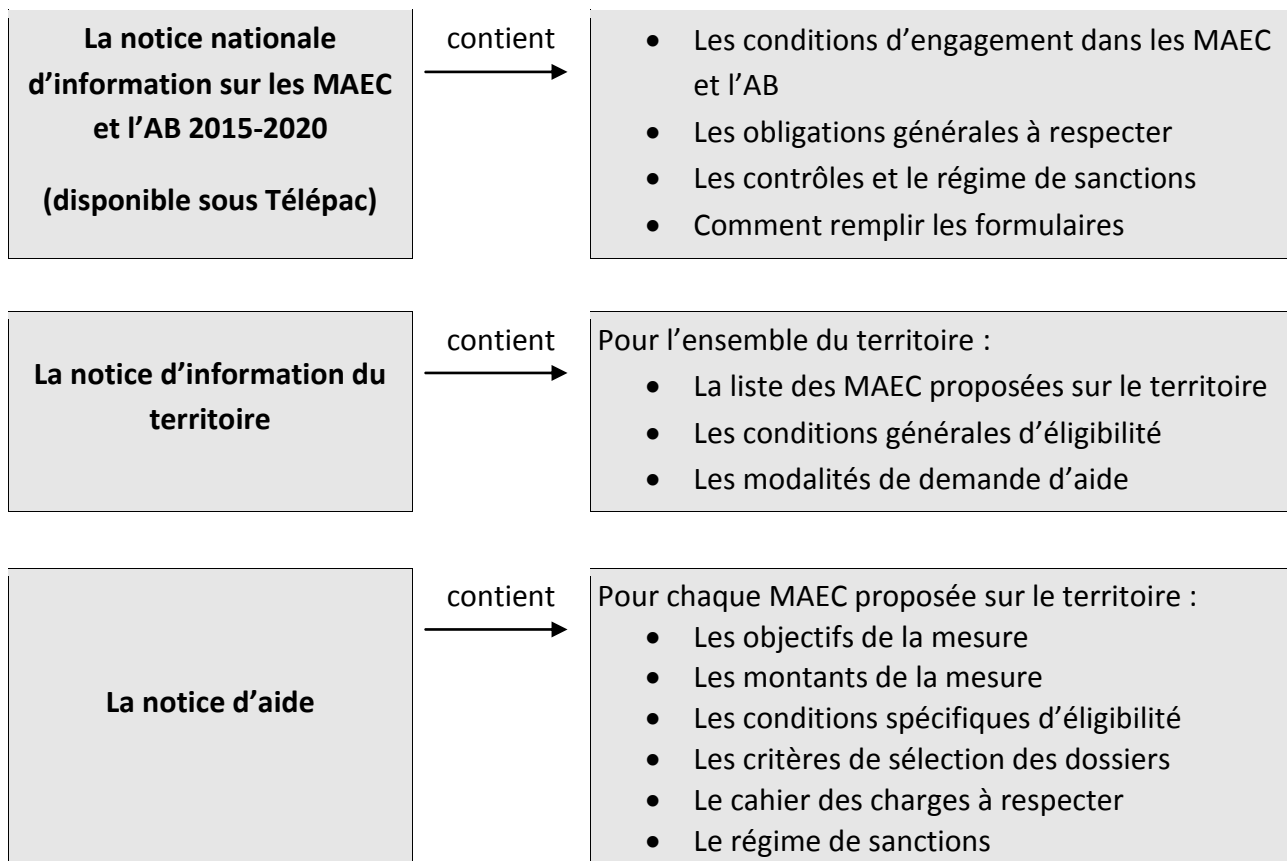 La notice nationale
d’information sur les MAEC
et l’AB 2015-2020
(disponible sous Télépac)
contient
• Les conditions d’engagement dans les MAEC
et l’AB
• Les obligations générales à respecter
• Les contrôles et le régime de sanctions
• Comment remplir les formulaires
La notice d’information du
territoire
contient
Pour l’ensemble du territoire :
• La liste des MAEC proposées sur le territoire
• Les conditions générales d’éligibilité
• Les modalités de demande d’aide
La notice d’aide
contient
Pour chaque MAEC proposée sur le territoire :
• Les objectifs de la mesure
• Les montants de la mesure
• Les conditions spécifiques d’éligibilité
• Les critères de sélection des dossiers
• Le cahier des charges à respecter
• Le régime de sanctions